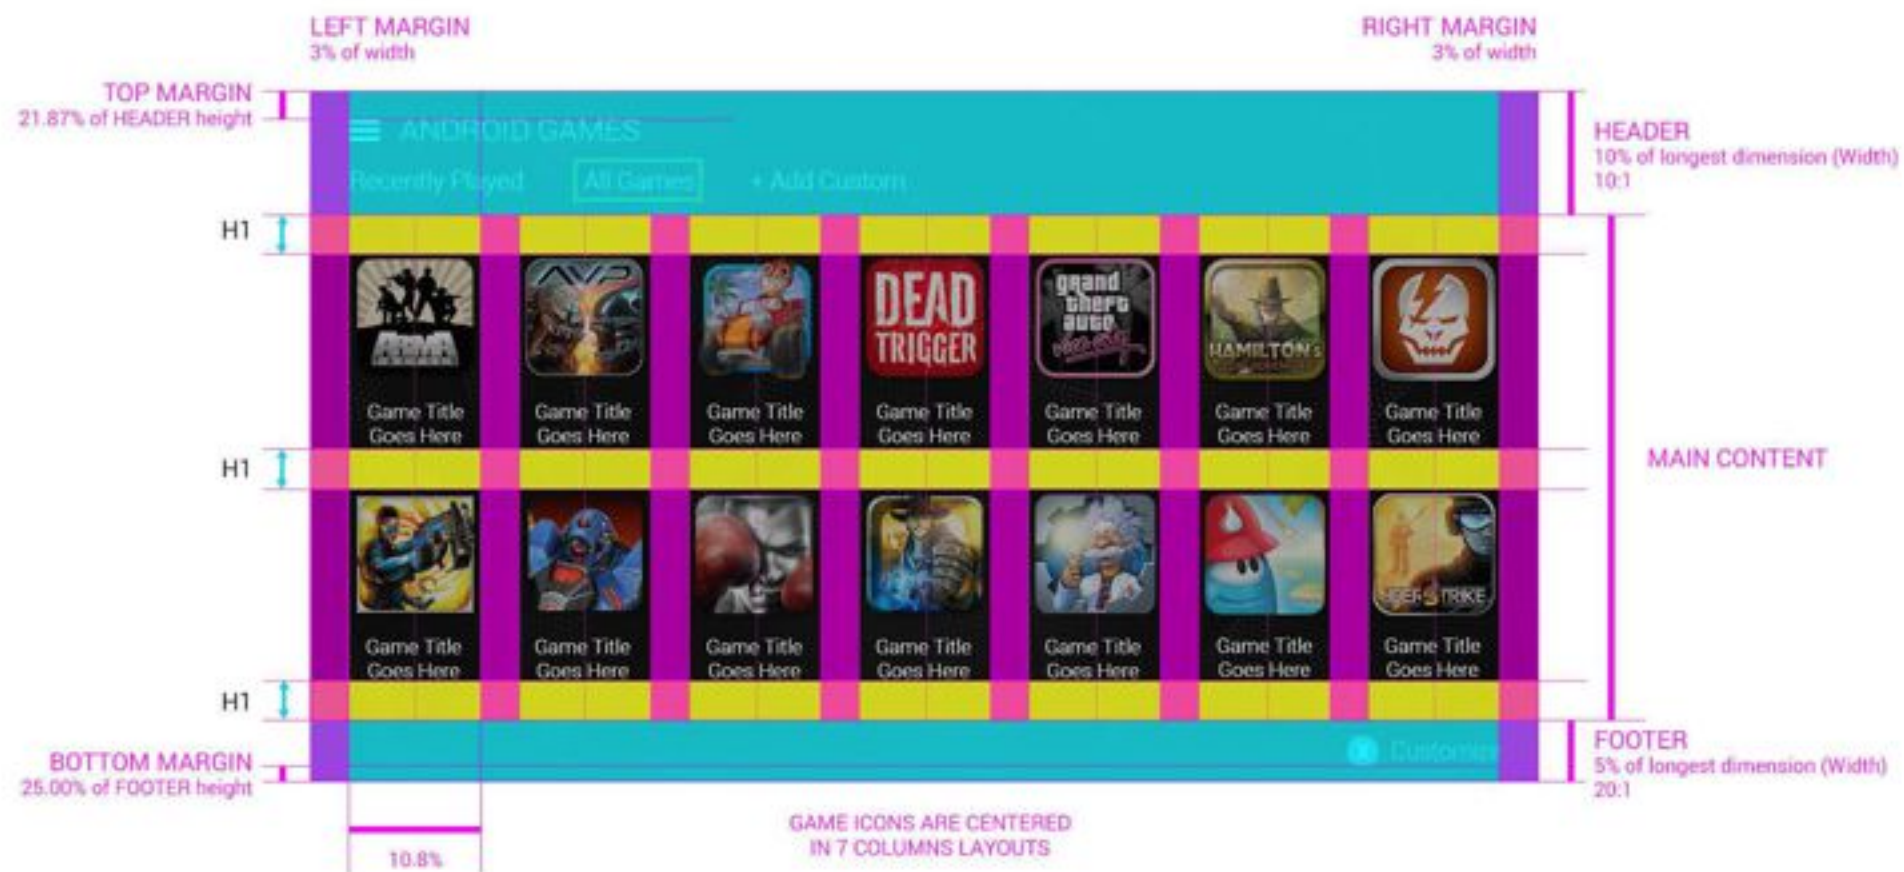 LEFT MARGIN
3% of width
RIGHT MARGIN
3% of width
TOP MARGIN
21.87% of HEADER height
HEADER
10% of longest dimension (Width)
10:1
ANDROID GAMES
Recently Played
All Games
+ Add Custom
H1
ARMA
AVP
DEAD
TRIGGER
grand
theft
auto
vice city
HAMILTON's
Game Title
Goes Here
Game Title
Goes Here
Game Title
Goes Here
Game Title
Goes Here
Game Title
Goes Here
Game Title
Goes Here
Game Title
Goes Here
H1
MAIN CONTENT
Game Title
Goes Here
Game Title
Goes Here
Game Title
Goes Here
Game Title
Goes Here
Game Title
Goes Here
Game Title
Goes Here
Game Title
Goes Here
H1
X Customize
FOOTER
5% of longest dimension (Width)
20:1
BOTTOM MARGIN
25.00% of FOOTER height
10.8%
GAME ICONS ARE CENTERED
IN 7 COLUMNS LAYOUTS